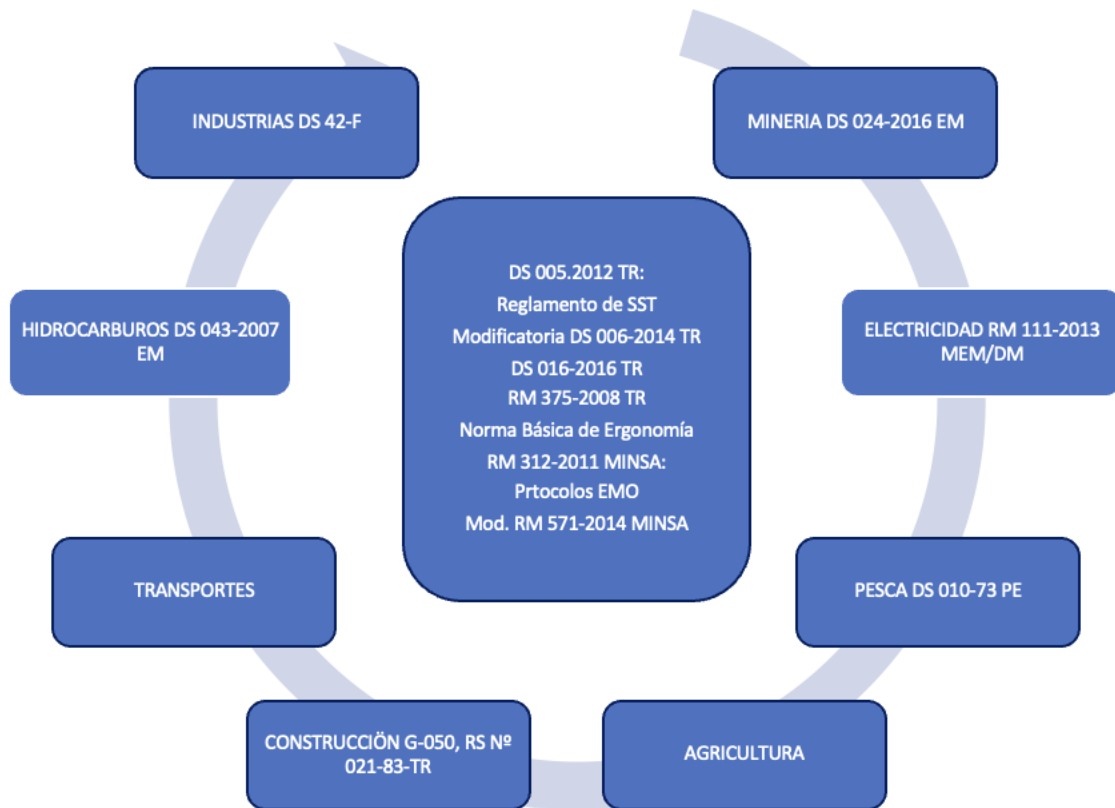 INDUSTRIAS DS 42-F
MINERIA DS 024-2016 EM
DS 005.2012 TR:
Reglamento de SST
Modificatoria DS 006-2014 TR
DS 016-2016 TR
RM 375-2008 TR
Norma Básica de Ergonomía
RM 312-2011 MINSA:
Prtocolos EMO
Mod. RM 571-2014 MINSA
HIDROCARBUROS DS 043-2007
EM
ELECTRICIDAD RM 111-2013
MEM/DM
TRANSPORTES
PESCA DS 010-73 PE
CONSTRUCCIÖN G-050, RS Nº
021-83-TR
AGRICULTURA